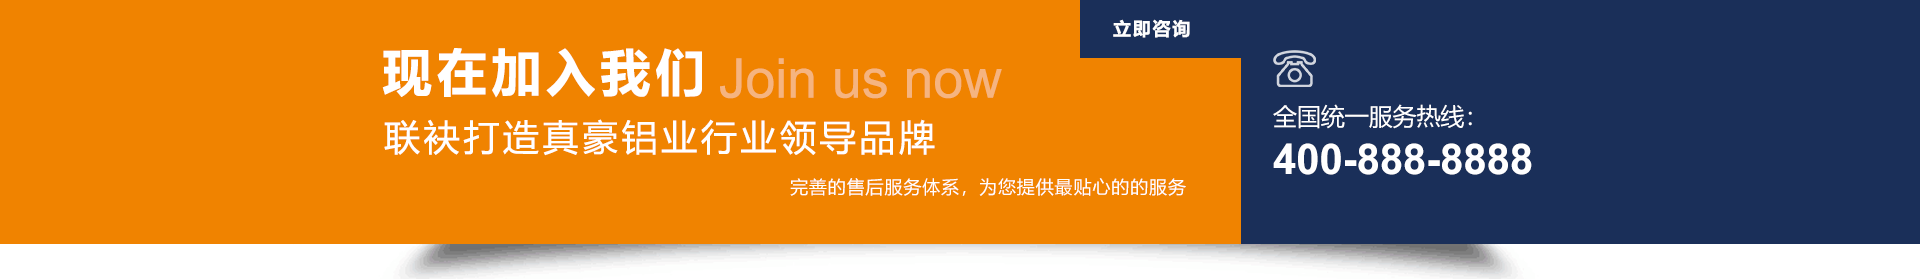 现在加入我们 Join us now
联袂打造真豪铝业行业领导品牌
完善的售后服务体系，为您提供最贴心的的服务
立即咨询
全国统一服务热线：
400-888-8888